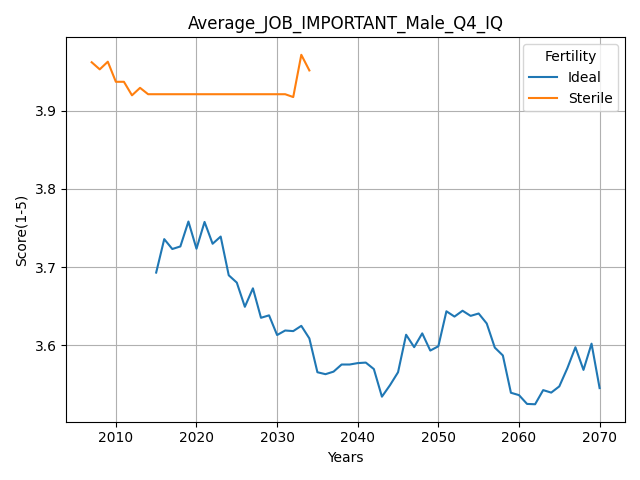 Average_JOB_IMPORTANT_Male_Q4_IQ
Fertility
Ideal
Sterile
Score(1-5)
3.9
3.8
3.7
3.6
2010 2020 2030 2040 2050 2060 2070
Years